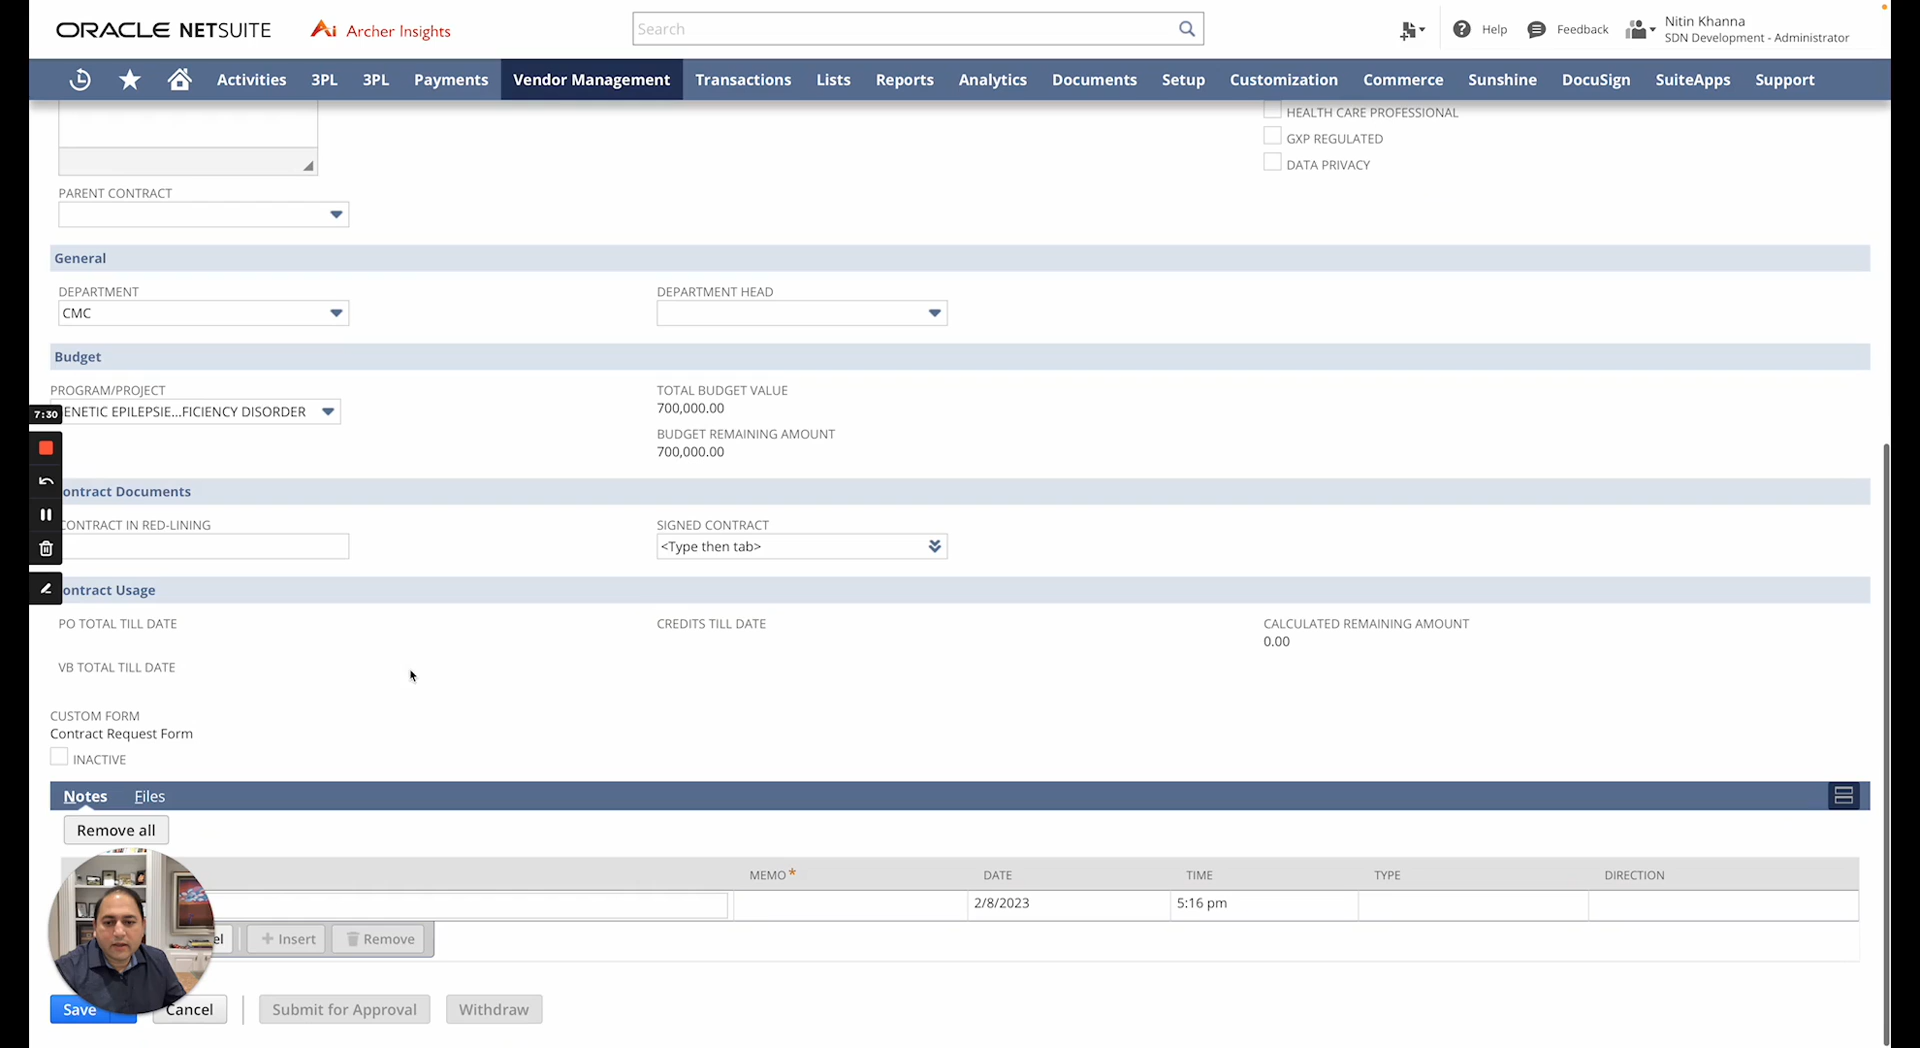 ORACLE NETSUITE
Archer Insights
Search
Help
Feedback
Nitin Khanna
SDN Development - Administrator
Activities
3PL
3PL
Payments
Vendor Management
Transactions
Lists
Reports
Analytics
Documents
Setup
Customization
Commerce
Sunshine
DocuSign
SuiteApps
Support
HEALTH CARE PROFESSIONAL
GXP REGULATED
DATA PRIVACY
PARENT CONTRACT
General
DEPARTMENT
CMC
DEPARTMENT HEAD
Budget
PROGRAM/PROJECT
ENETIC EPILEPSIE...FICIENCY DISORDER
TOTAL BUDGET VALUE
700,000.00
BUDGET REMAINING AMOUNT
700,000.00
7:30
ontract Documents
CONTRACT IN RED-LINING
SIGNED CONTRACT
<Type then tab>
ontract Usage
PO TOTAL TILL DATE
CREDITS TILL DATE
CALCULATED REMAINING AMOUNT
0.00
VB TOTAL TILL DATE
CUSTOM FORM
Contract Request Form
INACTIVE
Notes
Files
Remove all
MEMO*
DATE
TIME
TYPE
DIRECTION
2/8/2023
5:16 pm
el
+ Insert
Remove
Save
Cancel
Submit for Approval
Withdraw